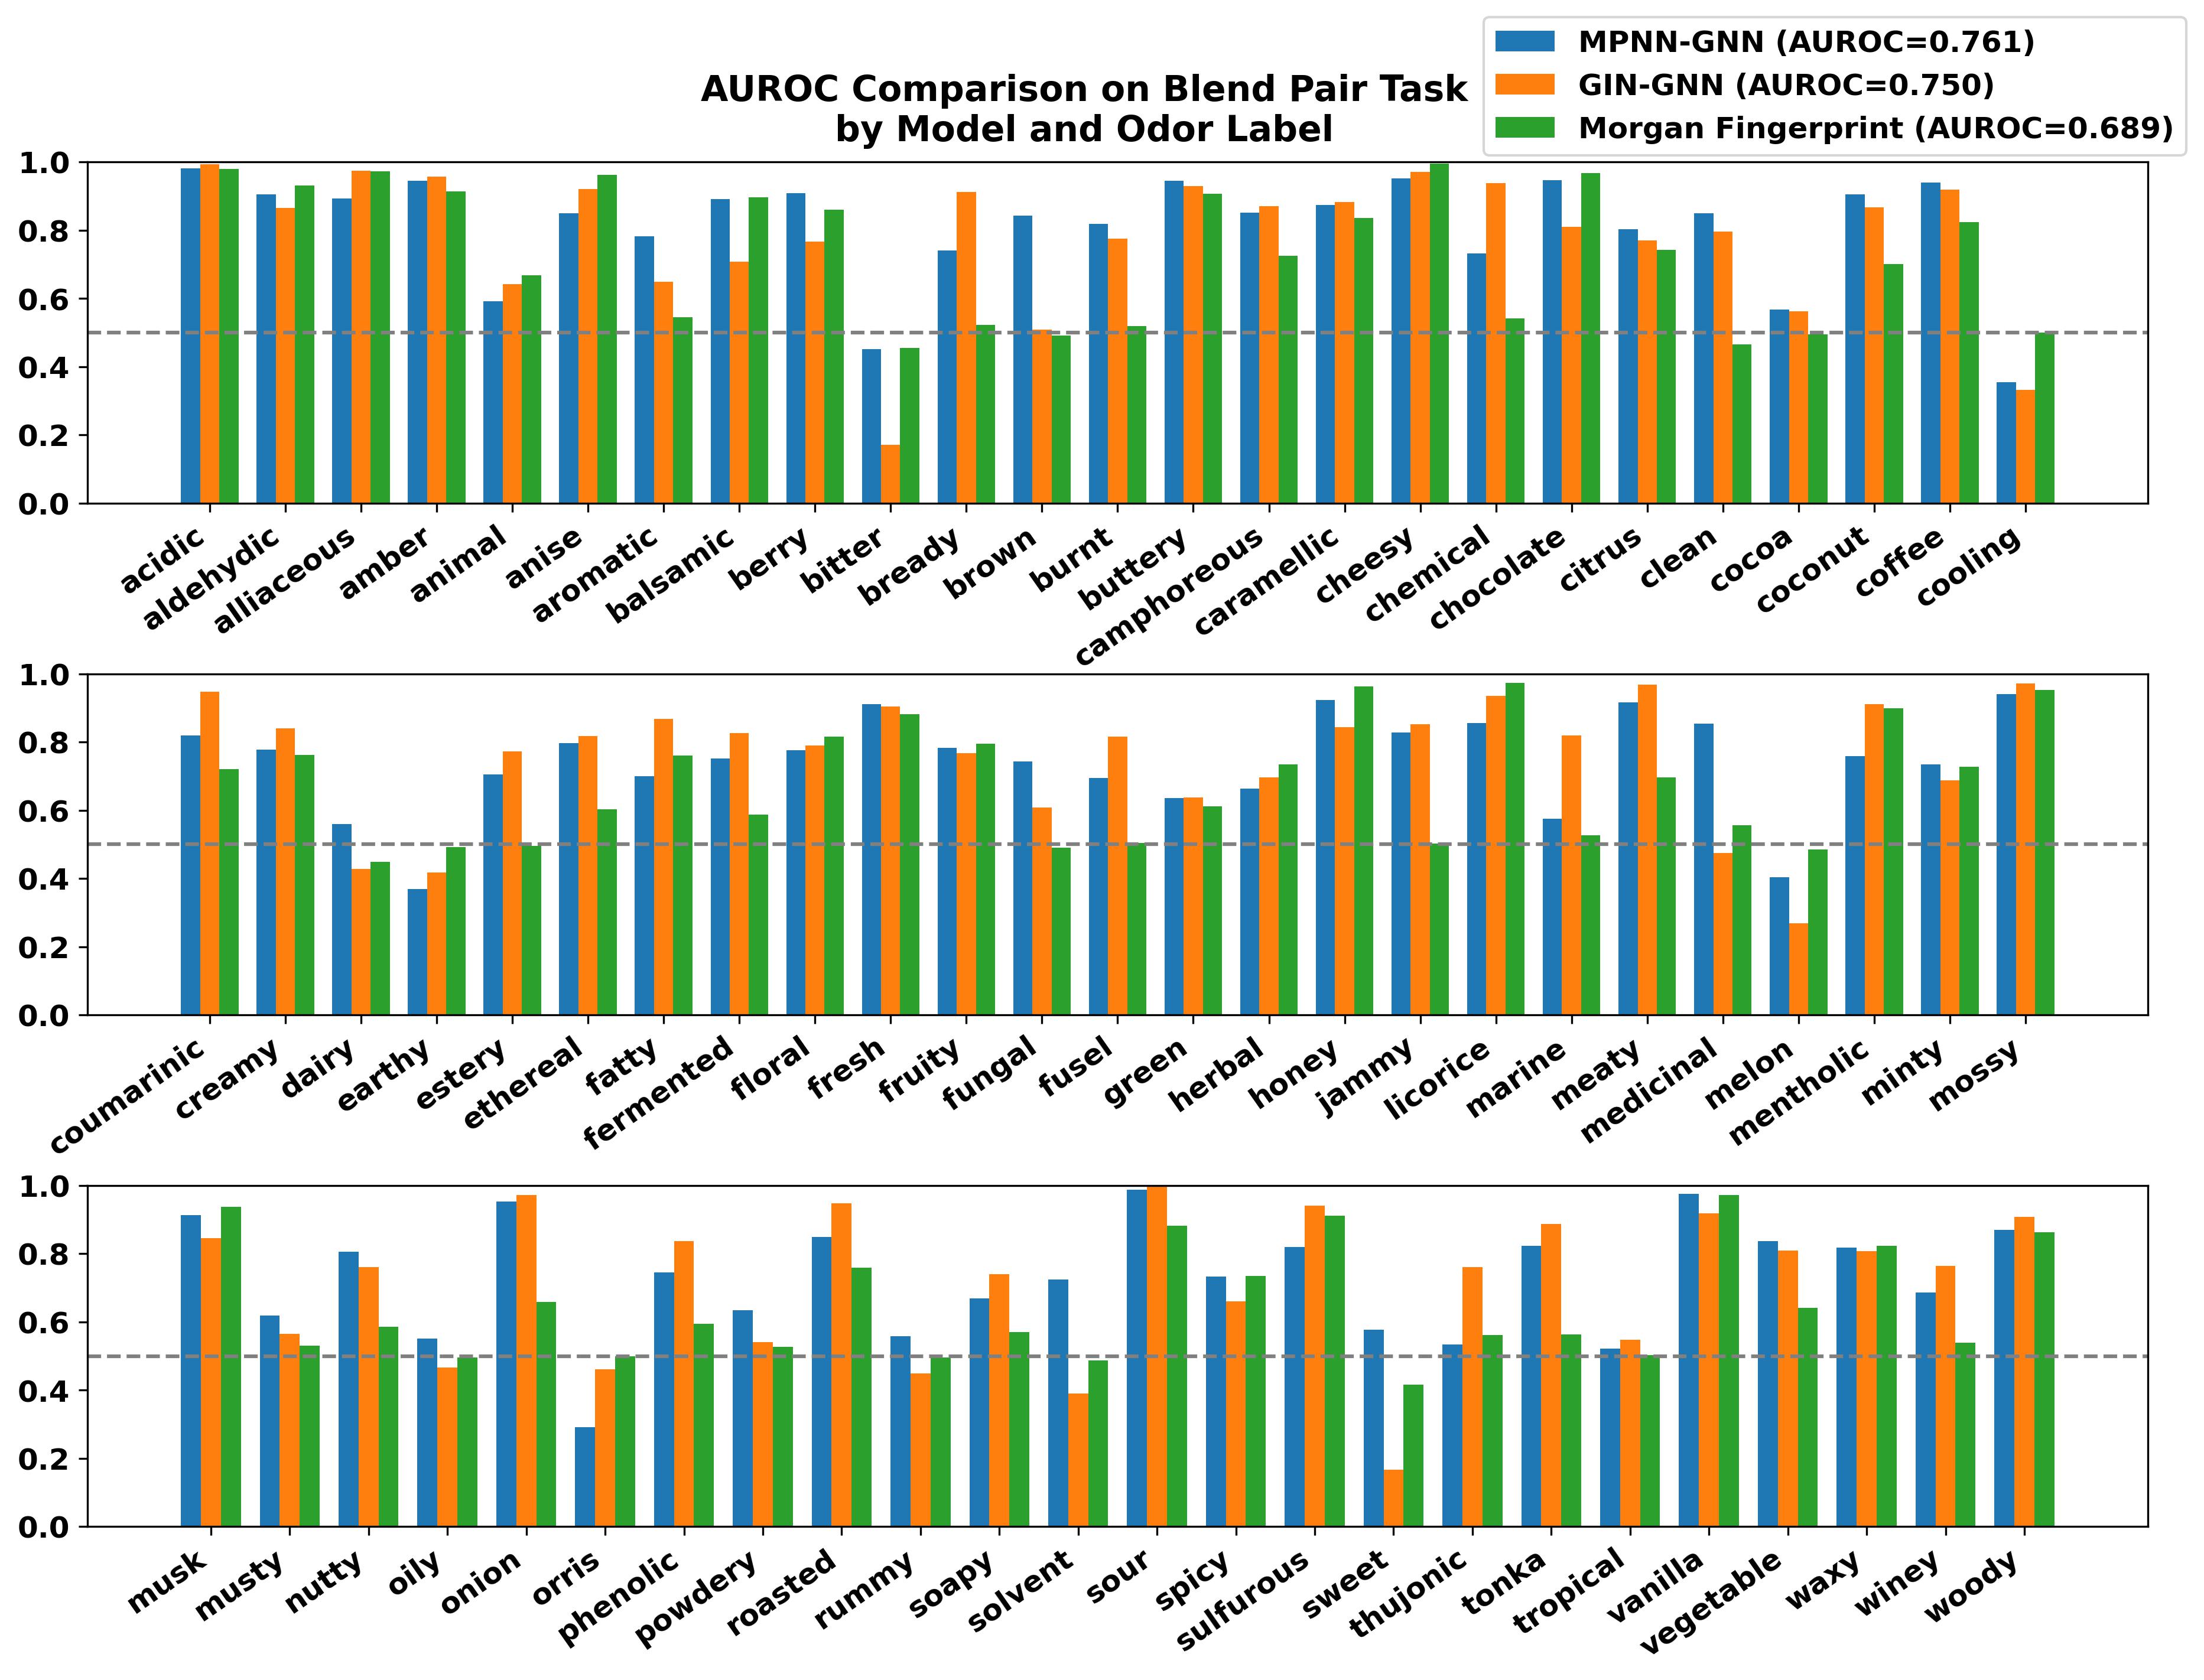 MPNN-GNN (AUROC=0.761)
GIN-GNN (AUROC=0.750)
Morgan Fingerprint (AUROC=0.689)
AUROC Comparison on Blend Pair Task
by Model and Odor Label
1.0
0.8
0.6
0.4
0.2
0.0
acidic
aldehydic
alliaceous
amber
animal
anise
aromatic
balsamic
berry
bitter
bready
brown
burnt
buttery
camphoreous
caramellic
cheesy
chemical
chocolate
citrus
clean
cocoa
coconut
coffee
cooling
1.0
0.8
0.6
0.4
0.2
0.0
coumarinic
creamy
dairy
earthy
estery
ethereal
fatty
fermented
floral
fresh
fruity
fungal
fusel
green
herbal
honey
jammy
licorice
marine
meaty
medicinal
melon
mentholic
minty
mossy
1.0
0.8
0.6
0.4
0.2
0.0
musk
musty
nutty
oily
onion
orris
phenolic
powdery
roasted
rummy
soapy
solvent
sour
spicy
sulfurous
sweet
thujonic
tonka
tropical
vanilla
vegetable
waxy
winey
woody